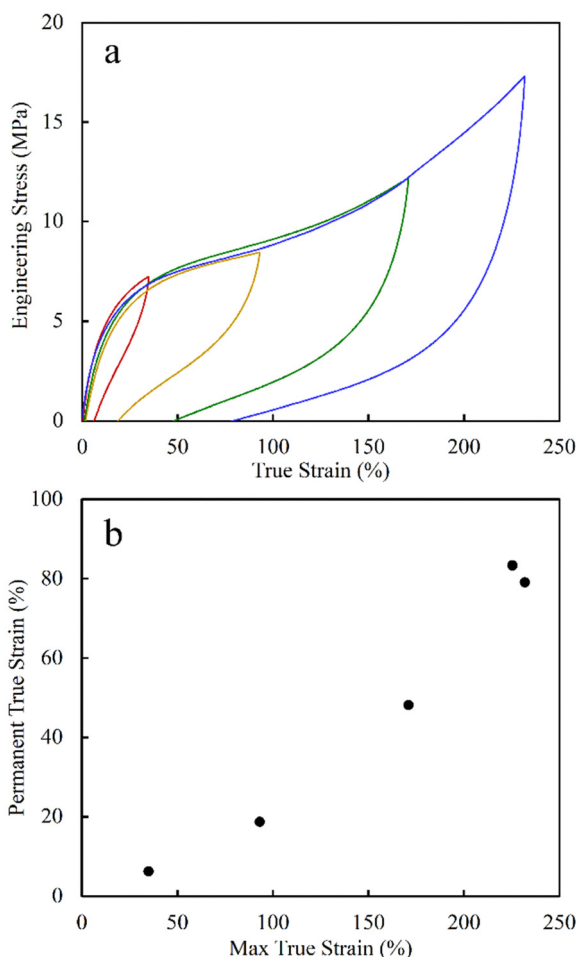 a
20
15
10
5
0
Engineering Stress (MPa)
0 50 100 150 200 250
True Strain (%)
b
100
80
60
40
20
0
Permanent True Strain (%)
0 50 100 150 200 250
Max True Strain (%)